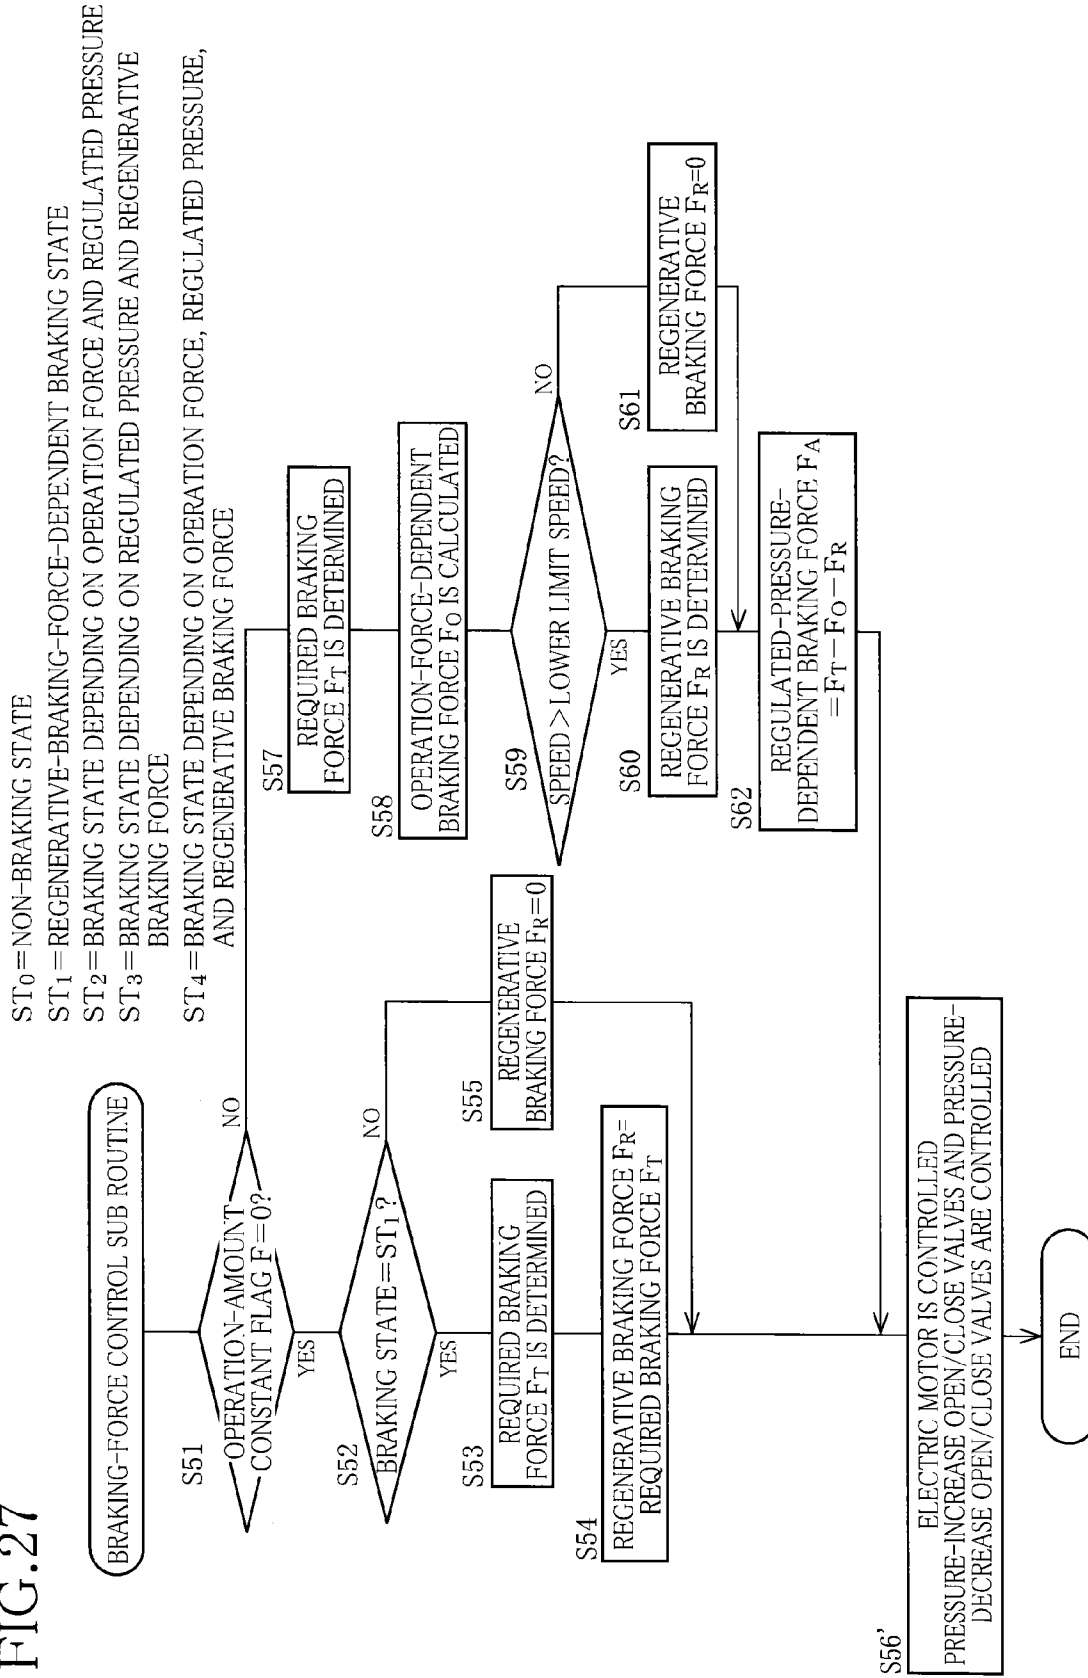 FIG.27
ST0=NON-BRAKING STATE
ST1=REGENERATIVE-BRAKING-FORCE-DEPENDENT BRAKING STATE
ST2=BRAKING STATE DEPENDING ON OPERATION FORCE AND REGULATED PRESSURE
ST3=BRAKING STATE DEPENDING ON REGULATED PRESSURE AND REGENERATIVE
BRAKING FORCE
ST4=BRAKING STATE DEPENDING ON OPERATION FORCE, REGULATED PRESSURE,
AND REGENERATIVE BRAKING FORCE
BRAKING-FORCE CONTROL SUB ROUTINE
S51
OPERATION-AMOUNT
CONSTANT FLAG F=0?
NO
YES
S52
BRAKING STATE=ST1?
NO
YES
S53
REQUIRED BRAKING
FORCE FT IS DETERMINED
S54
REGENERATIVE BRAKING FORCE FR=
REQUIRED BRAKING FORCE FT
S55
REGENERATIVE
BRAKING FORCE FR=0
S57
REQUIRED BRAKING
FORCE FT IS DETERMINED
S58
OPERATION-FORCE-DEPENDENT
BRAKING FORCE FO IS CALCULATED
S59
SPEED>LOWER LIMIT SPEED?
NO
YES
S60
REGENERATIVE BRAKING
FORCE FR IS DETERMINED
S61
REGENERATIVE
BRAKING FORCE FR=0
S62
REGULATED-PRESSURE-
DEPENDENT BRAKING FORCE FA
=FT-FO-FR
S56'
ELECTRIC MOTOR IS CONTROLLED
PRESSURE-INCREASE OPEN/CLOSE VALVES AND PRESSURE-
DECREASE OPEN/CLOSE VALVES ARE CONTROLLED
END